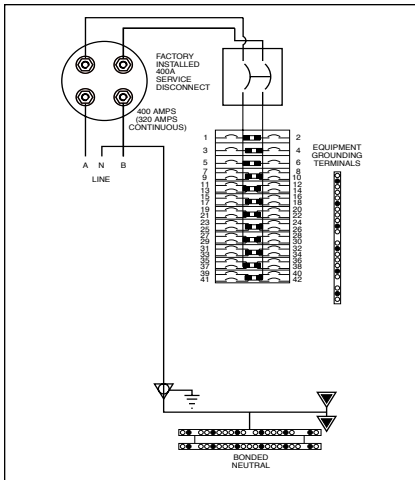 FACTORY
INSTALLED
400A
SERVICE
DISCONNECT
400 AMPS
(320 AMPS
CONTINUOUS)
A N B
LINE
EQUIPMENT
GROUNDING
TERMINALS
1 2
3 4
5 6
7 8
9 10
11 12
13 14
15 16
17 18
19 20
21 22
23 24
25 26
27 28
29 30
31 32
33 34
35 36
37 38
39 40
41 42
BONDED
NEUTRAL